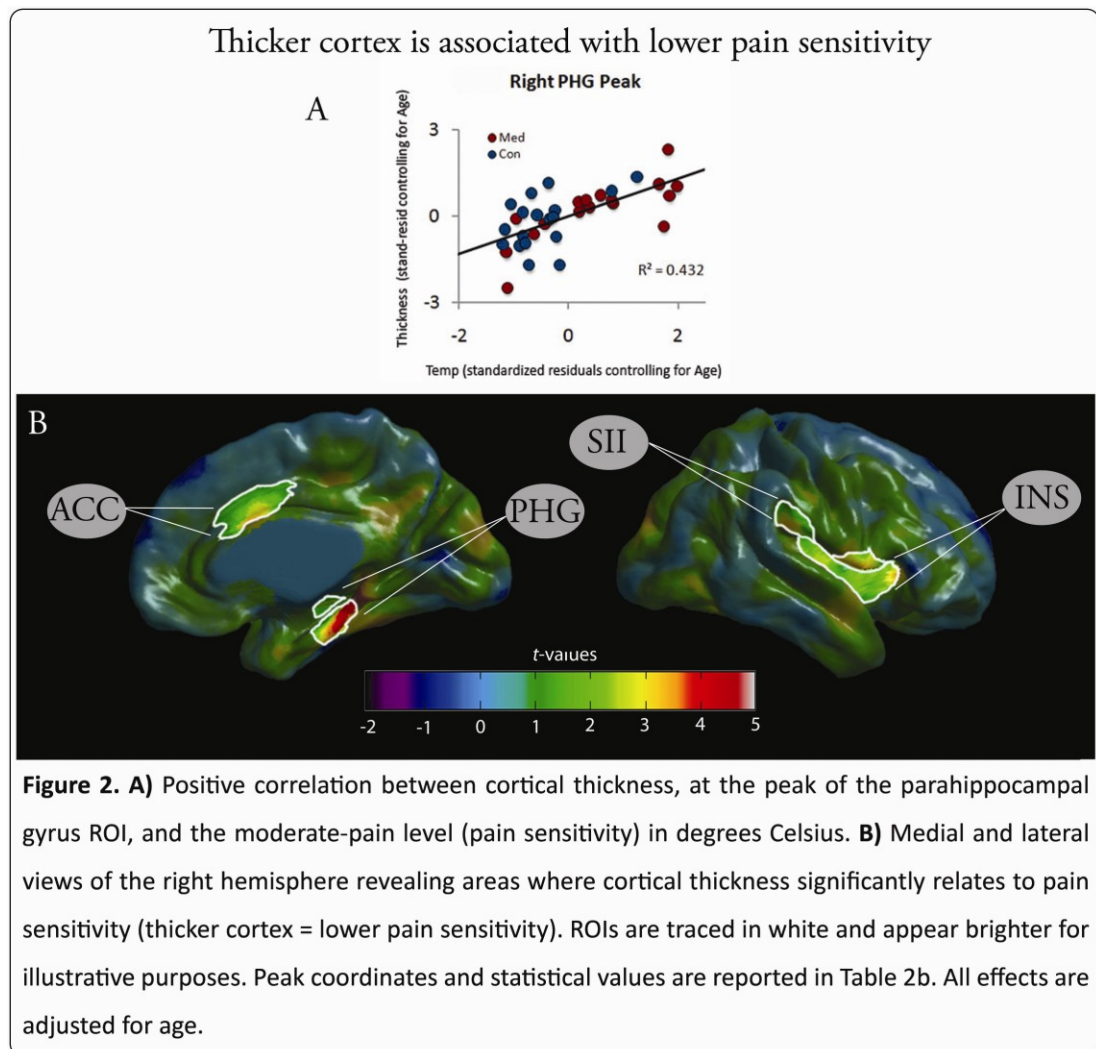 Thicker cortex is associated with lower pain sensitivity
Right PHG Peak
A
Thickness (stand-resid controlling for Age)
3
0
-3
Med
Con
R² = 0.432
-2
0
2
Temp (standardized residuals controlling for Age)
B
ACC
PHG
SII
INS
t-values
-2
-1
0
1
2
3
4
5
Figure 2. A) Positive correlation between cortical thickness, at the peak of the parahippocampal
gyrus ROI, and the moderate-pain level (pain sensitivity) in degrees Celsius. B) Medial and lateral
views of the right hemisphere revealing areas where cortical thickness significantly relates to pain
sensitivity (thicker cortex = lower pain sensitivity). ROIs are traced in white and appear brighter for
illustrative purposes. Peak coordinates and statistical values are reported in Table 2b. All effects are
adjusted for age.